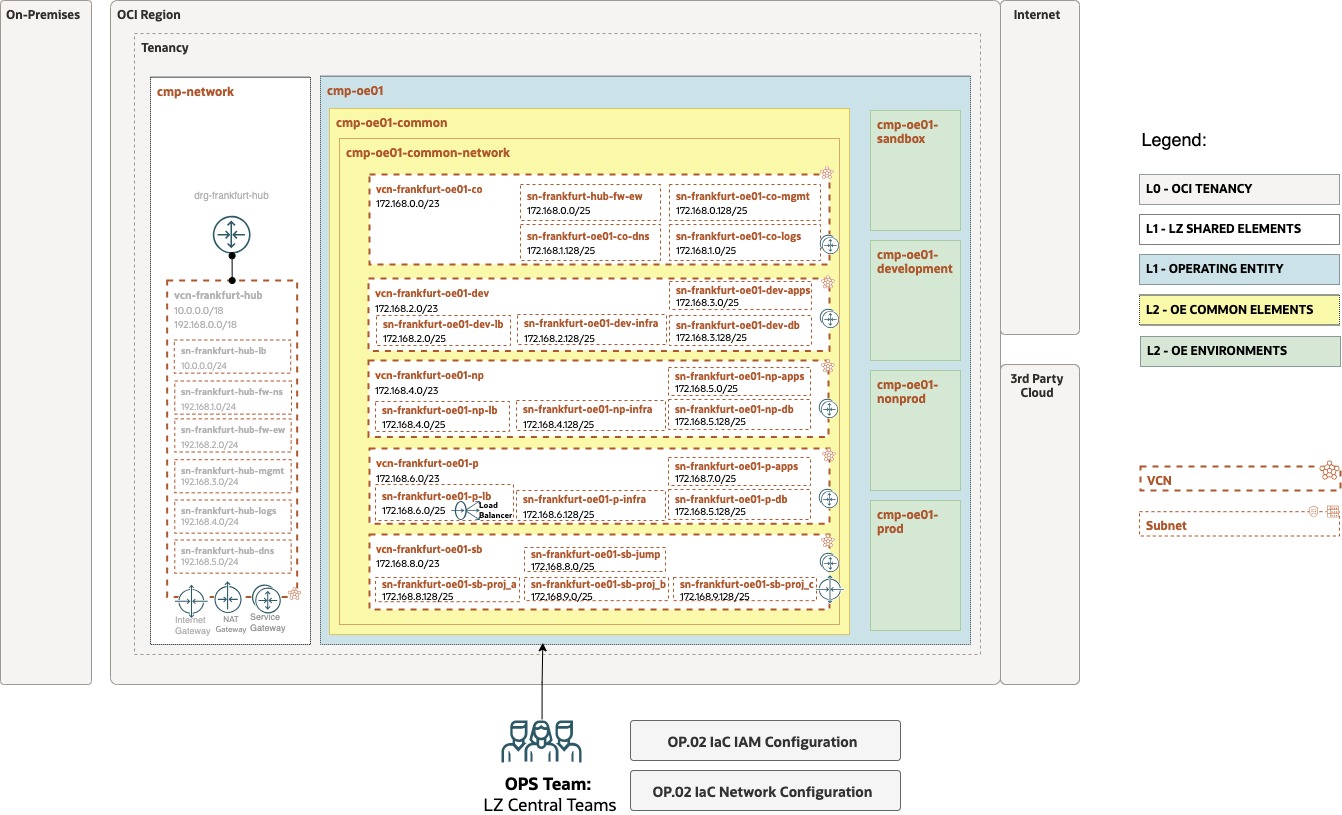 On-Premises
OCI Region
Internet
Tenancy
cmp-network
drg-frankfurt-hub
vcn-frankfurt-hub
10.0.0.0/18
192.168.0.0/18
sn-frankfurt-hub-lb
10.0.0.0/24
sn-frankfurt-hub-fw-ns
192.168.1.0/24
sn-frankfurt-hub-fw-ew
192.168.2.0/24
sn-frankfurt-hub-mgmt
192.168.3.0/24
sn-frankfurt-hub-logs
192.168.4.0/24
sn-frankfurt-hub-dns
192.168.5.0/24
Internet
Gateway
NAT
Gateway
Service
Gateway
cmp-oe01
cmp-oe01-common
cmp-oe01-common-network
vcn-frankfurt-oe01-co
172.168.0.0/23
sn-frankfurt-hub-fw-ew
172.168.0.0/25
sn-frankfurt-oe01-co-mgmt
172.168.0.128/25
sn-frankfurt-oe01-co-dns
172.168.1.128/25
sn-frankfurt-oe01-co-logs
172.168.1.0/25
vcn-frankfurt-oe01-dev
172.168.2.0/23
sn-frankfurt-oe01-dev-apps
172.168.3.0/25
sn-frankfurt-oe01-dev-lb
172.168.2.0/25
sn-frankfurt-oe01-dev-infra
172.168.2.128/25
sn-frankfurt-oe01-dev-db
172.168.3.128/25
vcn-frankfurt-oe01-np
172.168.4.0/23
sn-frankfurt-oe01-np-apps
172.168.5.0/25
sn-frankfurt-oe01-np-lb
172.168.4.0/25
sn-frankfurt-oe01-np-infra
172.168.4.128/25
sn-frankfurt-oe01-np-db
172.168.5.128/25
vcn-frankfurt-oe01-p
172.168.6.0/23
sn-frankfurt-oe01-p-apps
172.168.7.0/25
sn-frankfurt-oe01-p-lb
172.168.6.0/25
Load
Balancer
sn-frankfurt-oe01-p-infra
172.168.6.128/25
sn-frankfurt-oe01-p-db
172.168.5.128/25
vcn-frankfurt-oe01-sb
172.168.8.0/23
sn-frankfurt-oe01-sb-jump
172.168.8.0/25
sn-frankfurt-oe01-sb-proj_a
172.168.8.128/25
sn-frankfurt-oe01-sb-proj_b
172.168.9.0/25
sn-frankfurt-oe01-sb-proj_c
172.168.9.128/25
cmp-oe01-
sandbox
cmp-oe01-
development
cmp-oe01-
nonprod
cmp-oe01-
prod
3rd Party
Cloud
Legend:
L0 - OCI TENANCY
L1 - LZ SHARED ELEMENTS
L1 - OPERATING ENTITY
L2 - OE COMMON ELEMENTS
L2 - OE ENVIRONMENTS
VCN
Subnet
OPS Team:
LZ Central Teams
OP.02 IaC IAM Configuration
OP.02 IaC Network Configuration